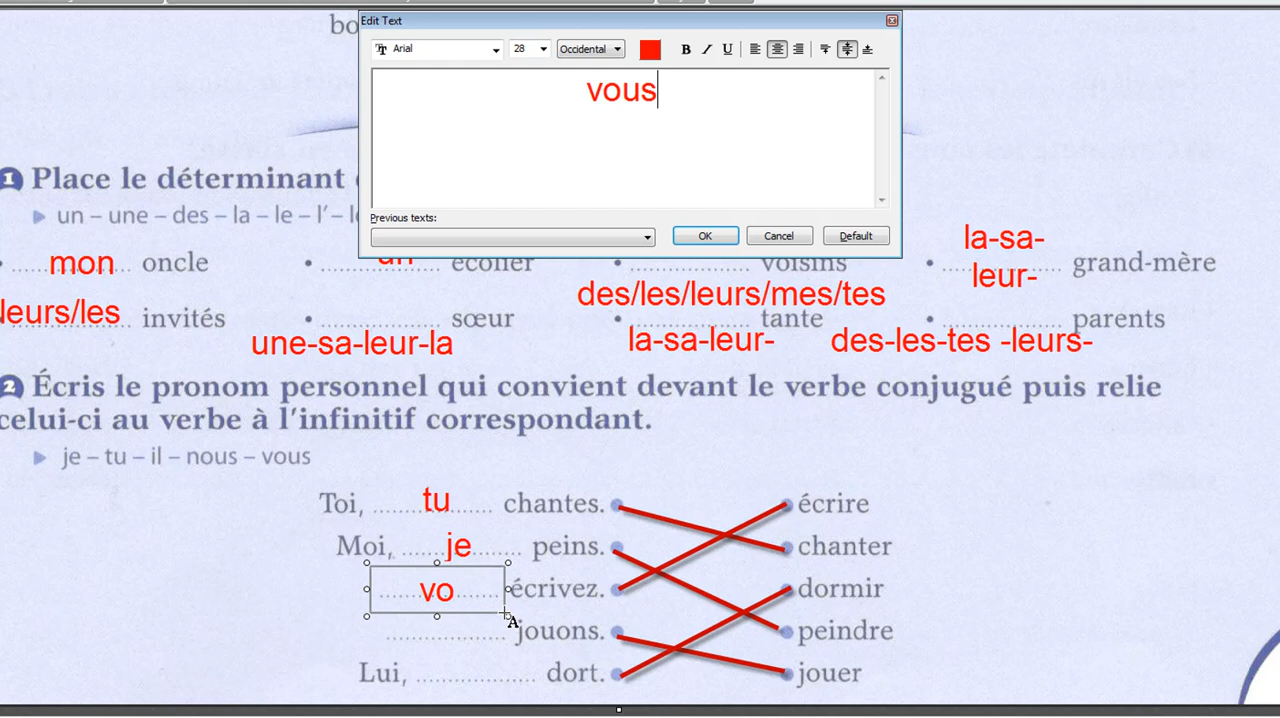 bo
Edit Text
Arial 28 Occidental B I U
vous
Previous texts:
OK Cancel Default
1 Place le déterminant
un – une – des – la – le – l' –
mon oncle
• un écolier
• voisins
la-sa-
• leur- grand-mère
des/les/leurs/mes/tes
leurs/les invités
• sœur
• tante
• parents
une-sa-leur-la
la-sa-leur-
des-les-tes -leurs-
2 Écris le pronom personnel qui convient devant le verbe conjugué puis relie
celui-ci au verbe à l'infinitif correspondant.
je – tu – il – nous – vous
Toi, tu chantes. écrire
Moi, je peins. chanter
vo écrivez. dormir
jouons. peindre
Lui, dort. jouer